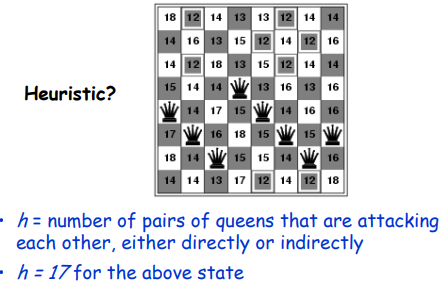 18 12 14 13 13 12 14 14
14 16 13 15 12 14 12 16
14 12 18 13 15 12 14 14
Heuristic?
15 14 14 13 16 13 16
14 17 15 14 16 16
17 16 18 15 15
18 14 15 15 14 16
14 14 13 17 12 14 12 18
• h = number of pairs of queens that are attacking
each other, either directly or indirectly
• h = 17 for the above state